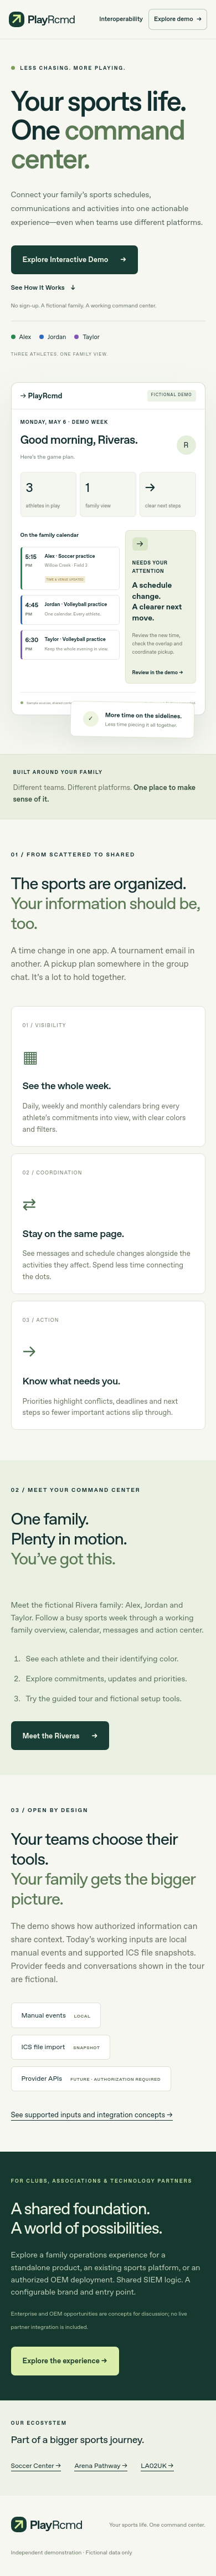 PlayRcmd
Interoperability
Explore demo →
LESS CHASING. MORE PLAYING.
Your sports life.
One command
center.
Connect your family's sports schedules,
communications and activities into one actionable
experience—even when teams use different platforms.
Explore Interactive Demo →
See How It Works ↓
No sign-up. A fictional family. A working command center.
Alex Jordan Taylor
THREE ATHLETES. ONE FAMILY VIEW.
→ PlayRcmd
FICTIONAL DEMO
MONDAY, MAY 6 · DEMO WEEK
Good morning, Riveras.
R
Here's the game plan.
3
athletes in play
1
family view
→
clear next steps
On the family calendar
5:15
PM
Alex · Soccer practice
Willow Creek · Field 3
TIME & VENUE UPDATED
4:45
PM
Jordan · Volleyball practice
One calendar. Every athlete.
6:30
PM
Taylor · Volleyball practice
Keep the whole evening in view.
→
NEEDS YOUR
ATTENTION
A schedule
change.
A clearer next
move.
Review the new time,
check the overlap and
coordinate pickup.
Review in the demo →
✓
More time on the sidelines.
Less time piecing it all together.
BUILT AROUND YOUR FAMILY
Different teams. Different platforms. One place to make
sense of it.
01 / FROM SCATTERED TO SHARED
The sports are organized.
Your information should be,
too.
A time change in one app. A tournament email in
another. A pickup plan somewhere in the group
chat. It's a lot to hold together.
01 / VISIBILITY
See the whole week.
Daily, weekly and monthly calendars bring every
athlete's commitments into view, with clear colors
and filters.
02 / COORDINATION
Stay on the same page.
See messages and schedule changes alongside the
activities they affect. Spend less time connecting
the dots.
03 / ACTION
Know what needs you.
Priorities highlight conflicts, deadlines and next
steps so fewer important actions slip through.
02 / MEET YOUR COMMAND CENTER
One family.
Plenty in motion.
You've got this.
Meet the fictional Rivera family: Alex, Jordan and
Taylor. Follow a busy sports week through a working
family overview, calendar, messages and action center.
1. See each athlete and their identifying color.
2. Explore commitments, updates and priorities.
3. Try the guided tour and fictional setup tools.
Meet the Riveras →
03 / OPEN BY DESIGN
Your teams choose their
tools.
Your family gets the bigger
picture.
The demo shows how authorized information can
share context. Today's working inputs are local
manual events and supported ICS file snapshots.
Provider feeds and conversations shown in the tour
are fictional.
Manual events LOCAL
ICS file import SNAPSHOT
Provider APIs FUTURE · AUTHORIZATION REQUIRED
See supported inputs and integration concepts →
FOR CLUBS, ASSOCIATIONS & TECHNOLOGY PARTNERS
A shared foundation.
A world of possibilities.
Explore a family operations experience for a
standalone product, an existing sports platform, or an
authorized OEM deployment. Shared SIEM logic. A
configurable brand and entry point.
Enterprise and OEM opportunities are concepts for discussion; no live
partner integration is included.
Explore the experience →
OUR ECOSYSTEM
Part of a bigger sports journey.
Soccer Center → Arena Pathway → LA02UK →
PlayRcmd
Your sports life. One command center.
Independent demonstration · Fictional data only